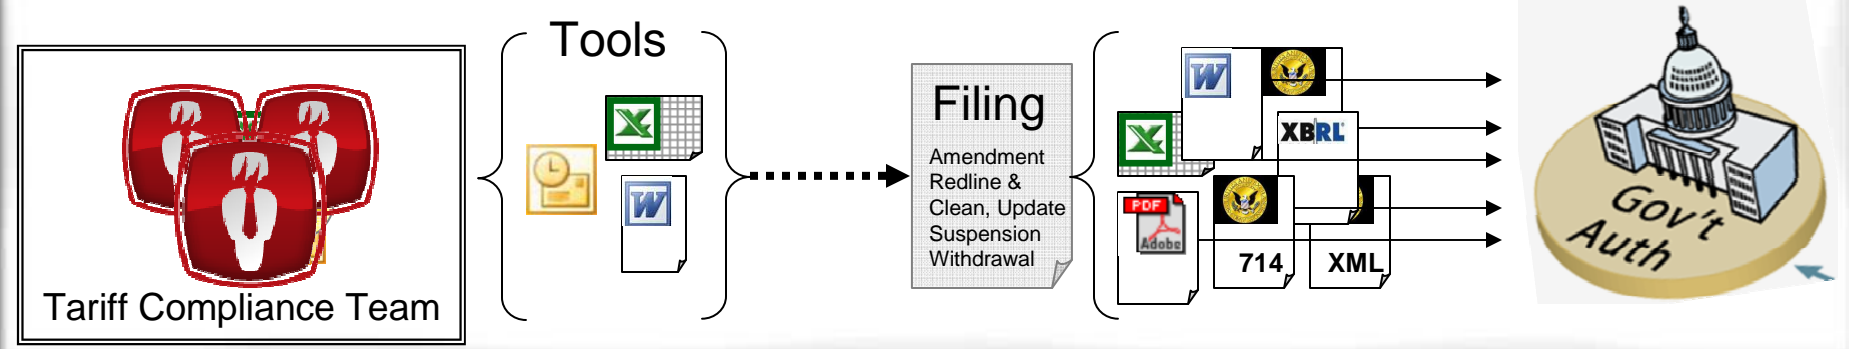 Tariff Compliance Team
Tools
X
W
Filing
Amendment
Redline &
Clean, Update
Suspension
Withdrawal
W
X
XBRL
PDF
Adobe
714
XML
Gov't
Auth